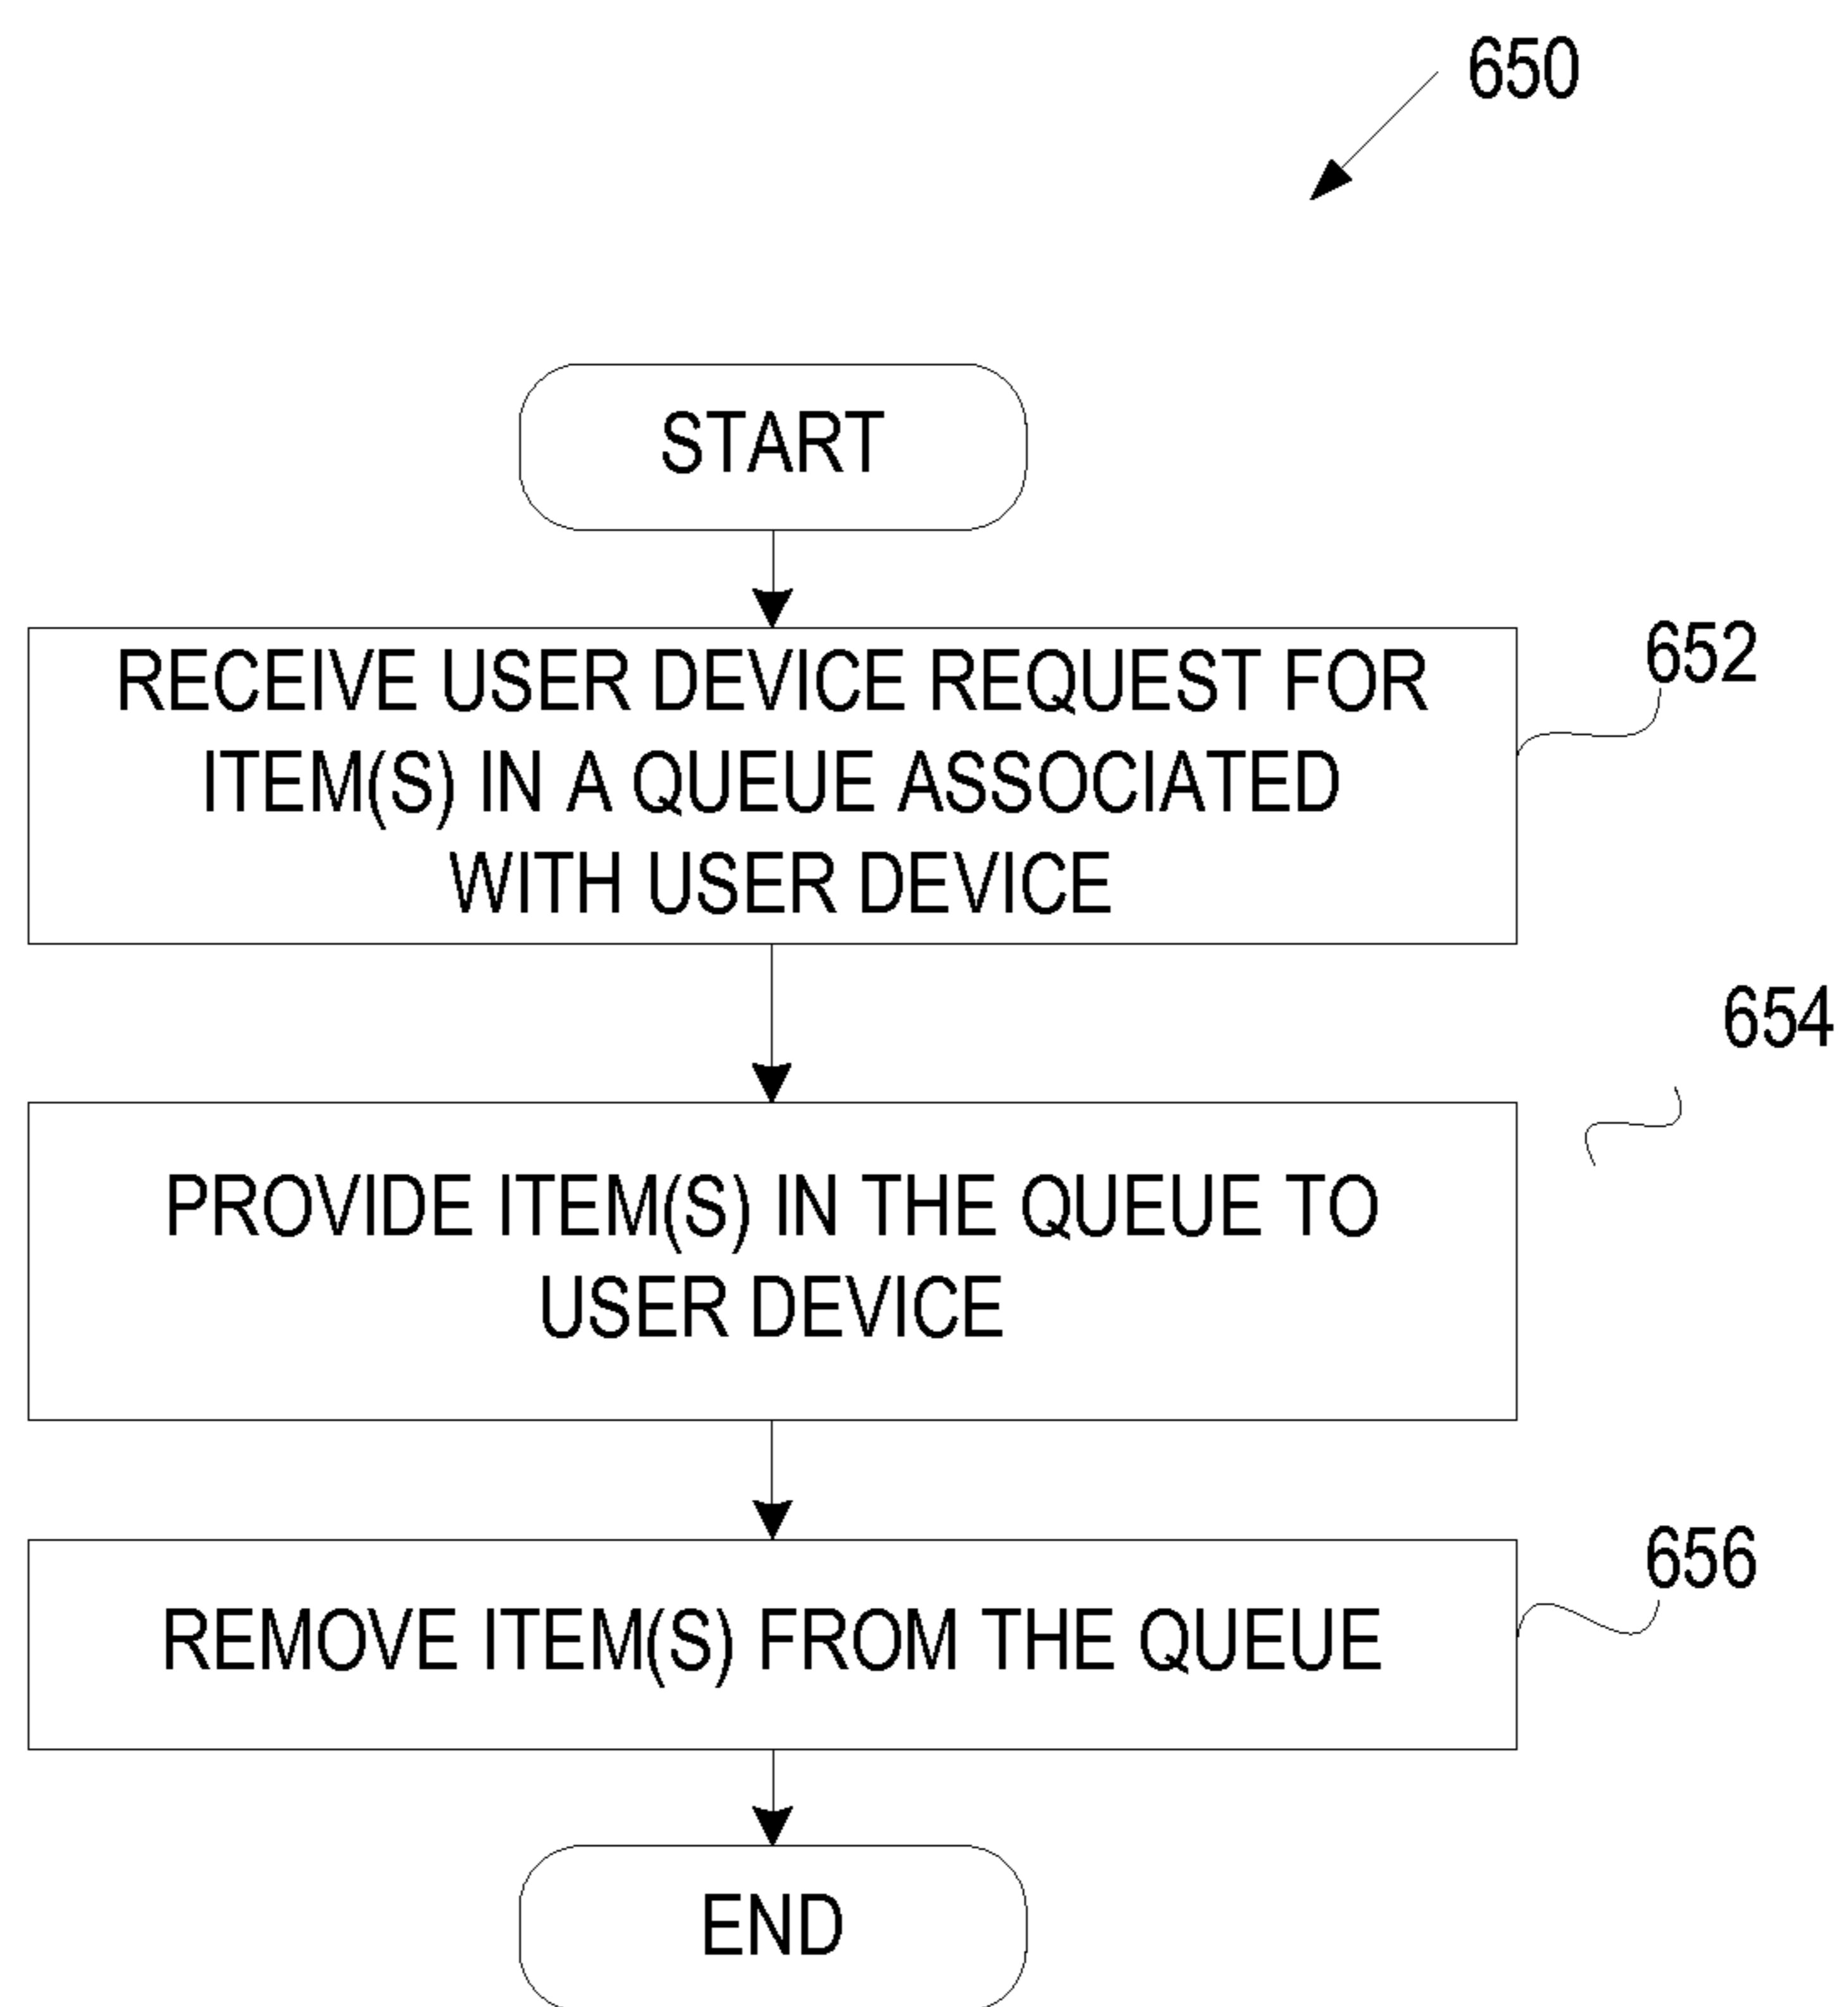 650
START
RECEIVE USER DEVICE REQUEST FOR
ITEM(S) IN A QUEUE ASSOCIATED
WITH USER DEVICE
652
654
PROVIDE ITEM(S) IN THE QUEUE TO
USER DEVICE
656
REMOVE ITEM(S) FROM THE QUEUE
END